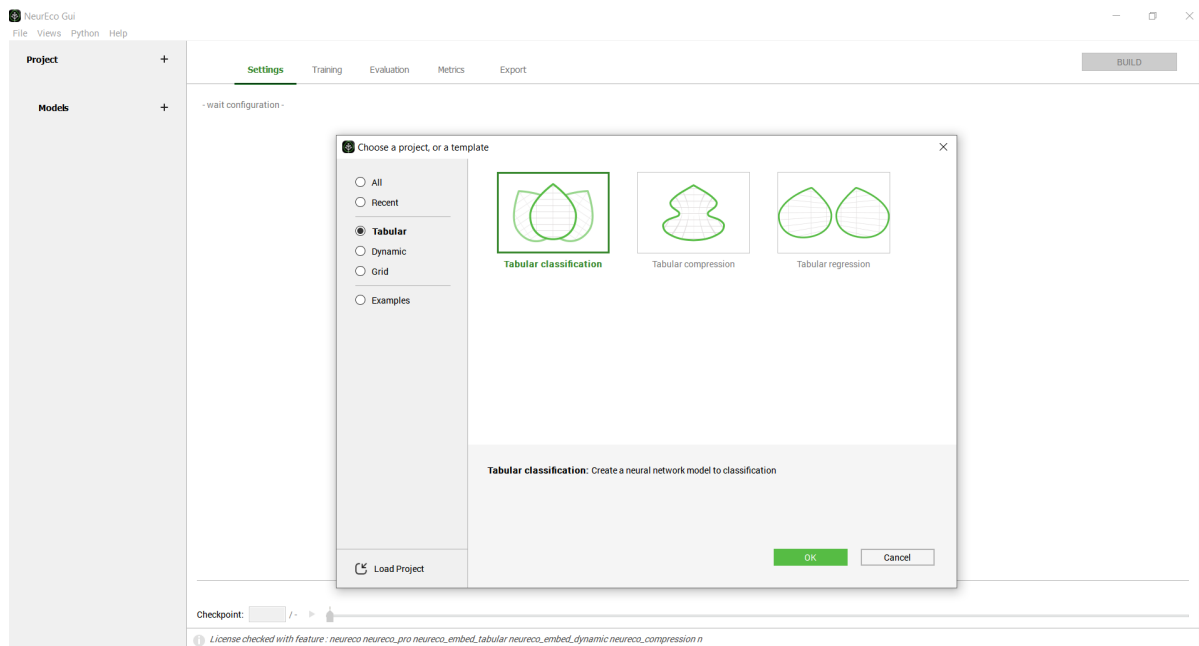 NeurEco Gui
File Views Python Help
Project +
Settings Training Evaluation Metrics Export
BUILD
Models +
- wait configuration -
Choose a project, or a template
All
Recent
Tabular
Dynamic
Grid
Examples
Tabular classification Tabular compression Tabular regression
Tabular classification: Create a neural network model to classification
OK Cancel
Load Project
Checkpoint: / -
License checked with feature : neureco neureco_pro neureco_embed_tabular neureco_embed_dynamic neureco_compression n